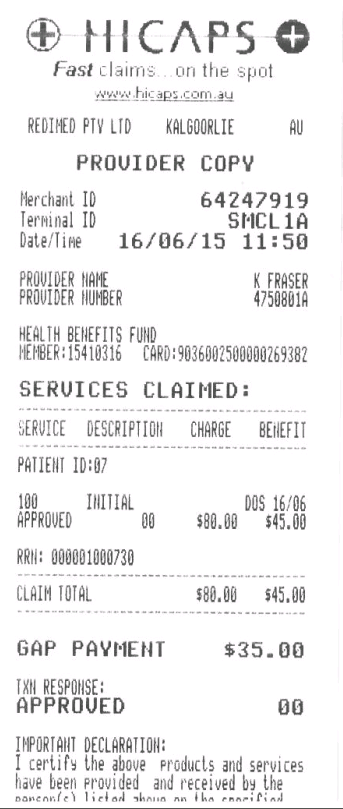 HICAPS
Fast claims...on the spot
www.hicaps.com.au
REDIMED PTY LTD KALGOORLIE AU
PROVIDER COPY
Merchant ID 64247919
Terminal ID SMCL1A
Date/Time 16/06/15 11:50
PROVIDER NAME K FRASER
PROVIDER NUMBER 4750801A
HEALTH BENEFITS FUND
MEMBER:15410316 CARD:9036002500000269382
SERVICES CLAIMED:
SERVICE DESCRIPTION CHARGE BENEFIT
PATIENT ID:07
100 INITIAL DOS 16/06
APPROVED 00 $80.00 $45.00
RRN: 000001000730
CLAIM TOTAL $80.00 $45.00
GAP PAYMENT $35.00
TXN RESPONSE:
APPROVED 00
IMPORTANT DECLARATION:
I certify the above products and services
have been provided and received by the
person(s) listed above on the specified